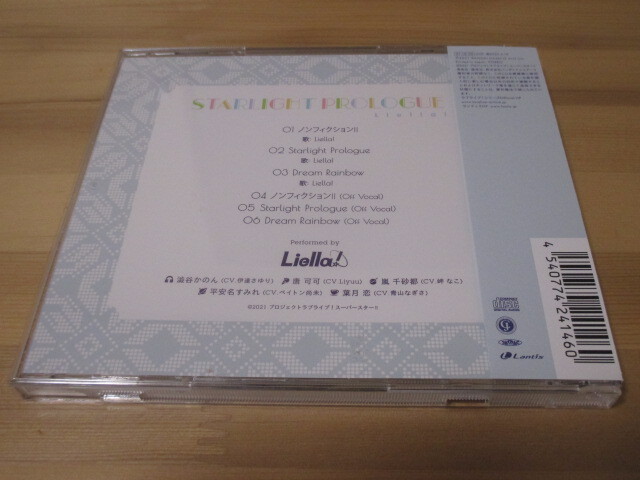 STARLIGHT PROLOGUE
Liella!
01 ノンフィクション!!
歌: Liella!
02 Starlight Prologue
歌: Liella!
03 Dream Rainbow
歌: Liella!
04 ノンフィクション!! (Off Vocal)
05 Starlight Prologue (Off Vocal)
06 Dream Rainbow (Off Vocal)
Performed by
Liella!
澁谷かのん (CV.伊達さゆり) 唐 可可 (CV.Liyuu) 嵐 千砂都 (CV.岬 なこ)
平安名すみれ (CV.ペイトン尚未) 葉月 恋 (CV.青山なぎさ)
©2021 プロジェクトラブライブ!スーパースター!!
4540774241460
Lantis